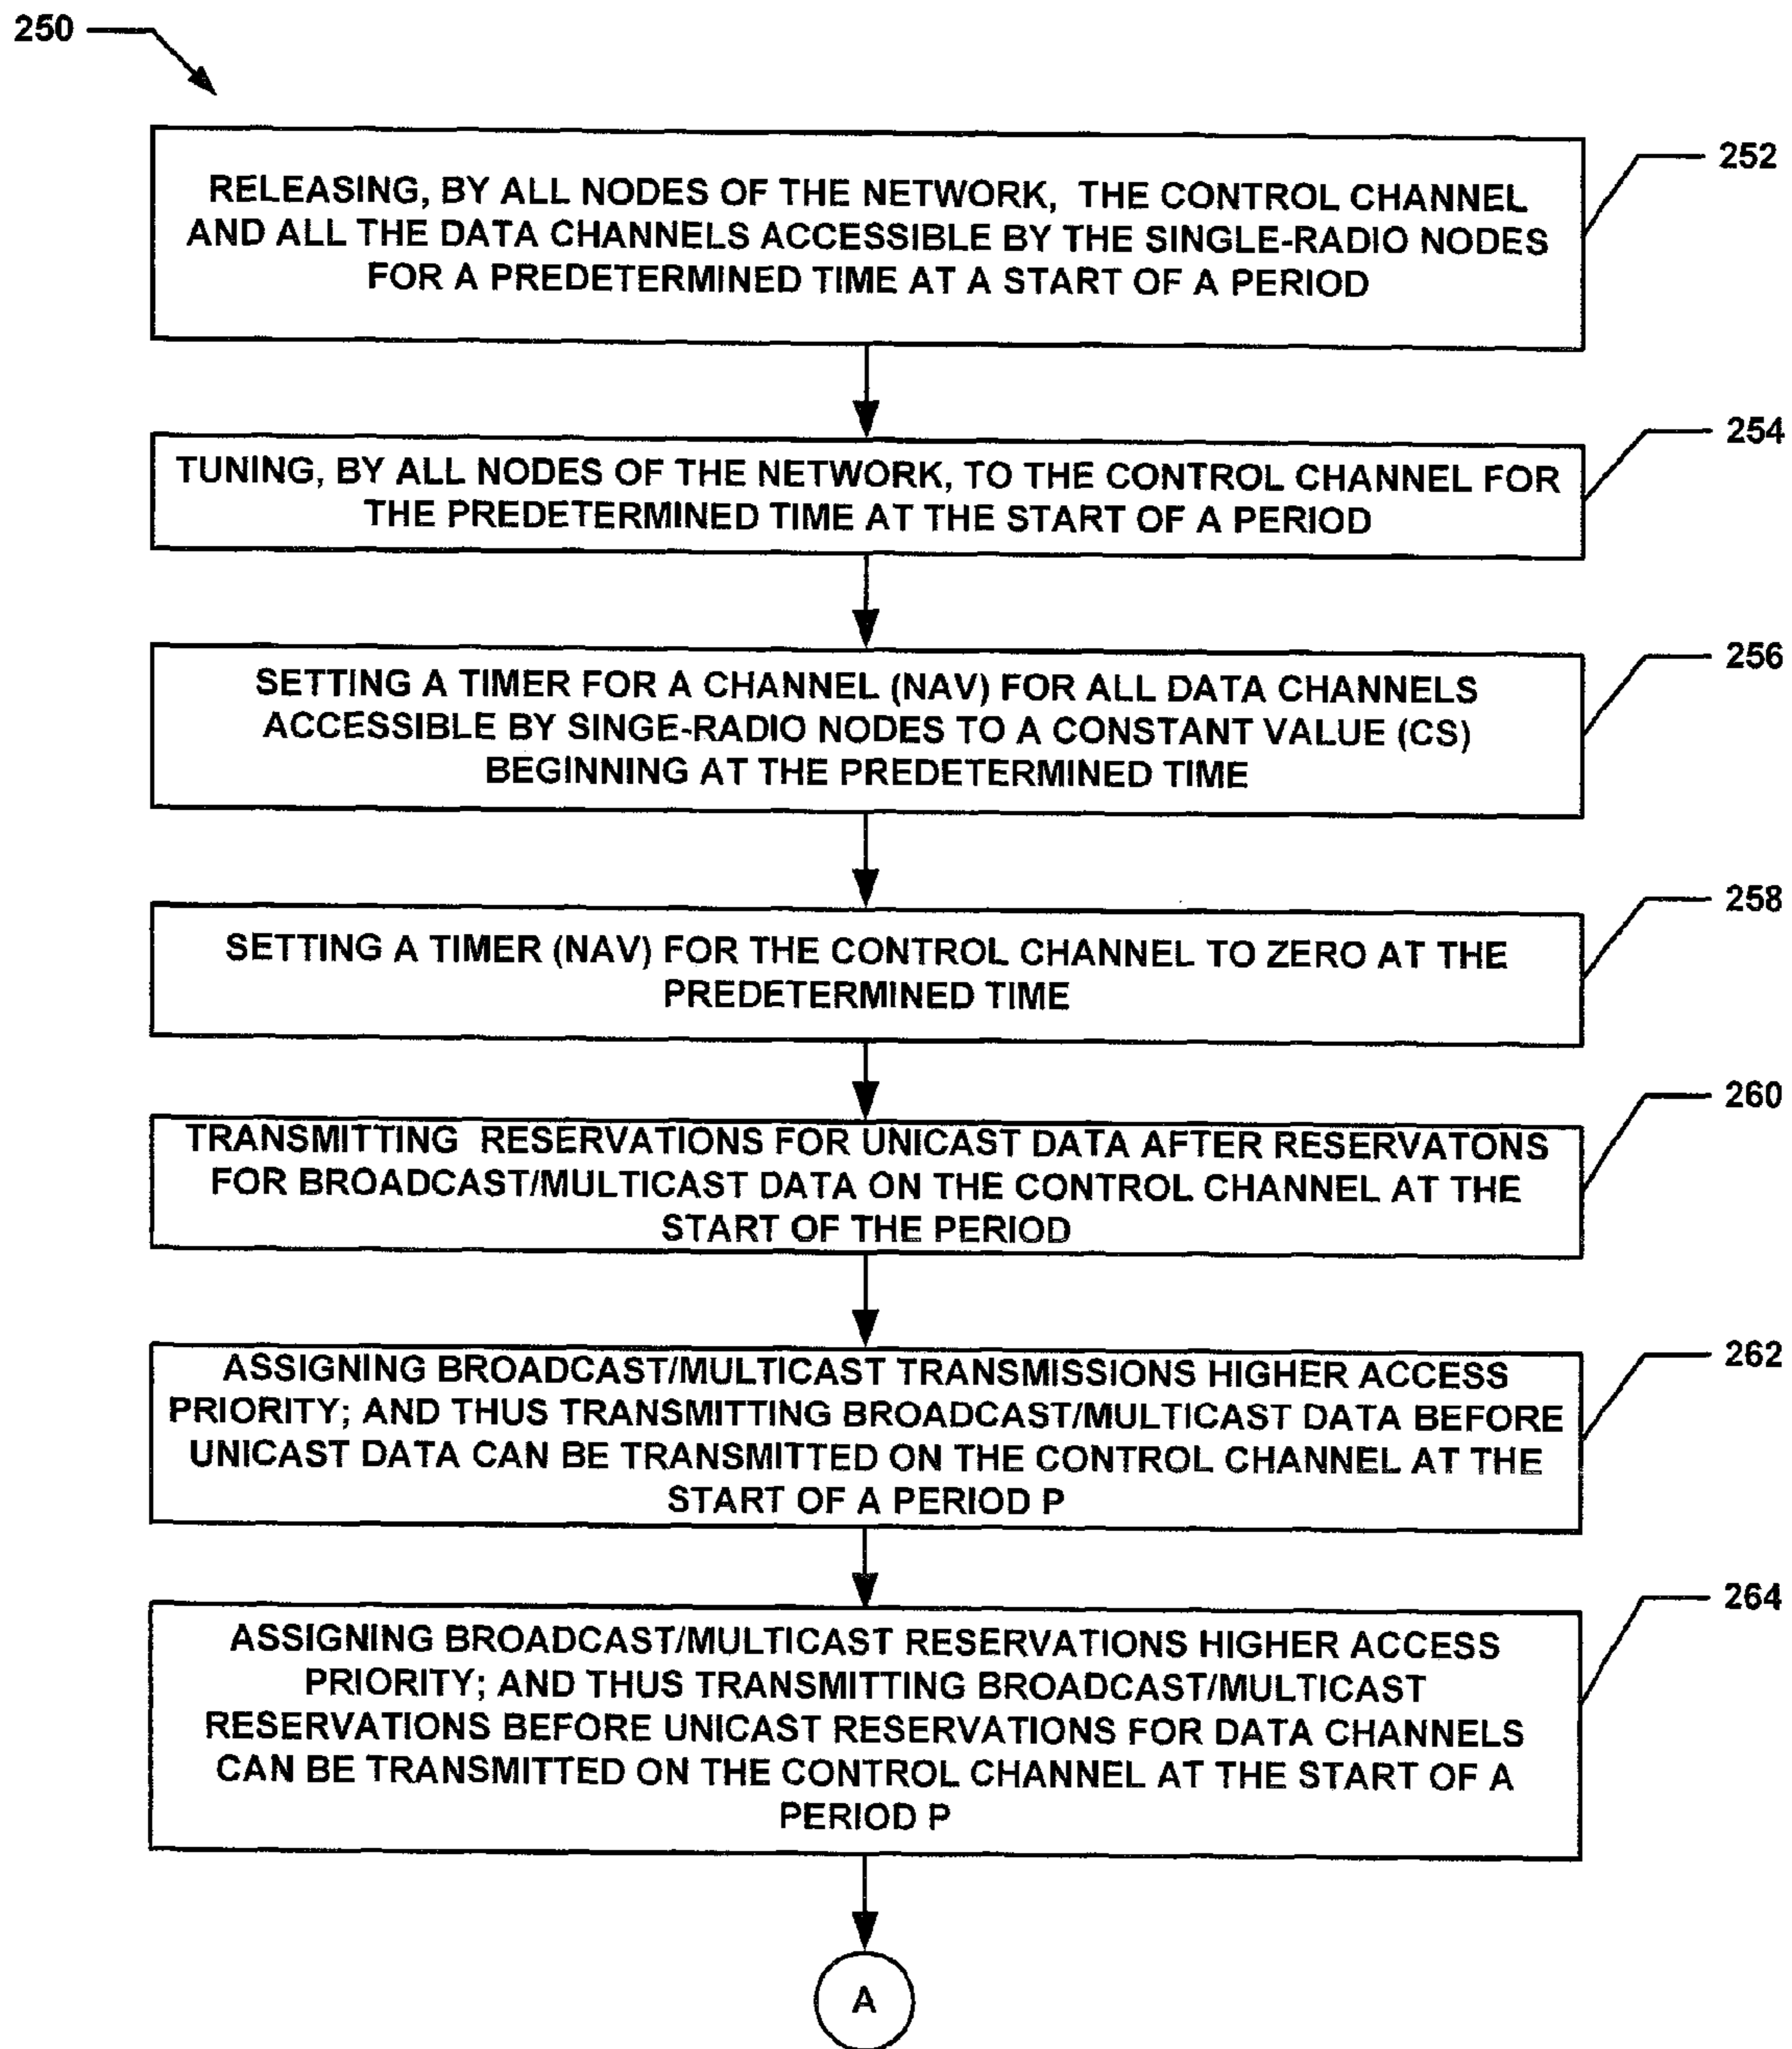 250
RELEASING, BY ALL NODES OF THE NETWORK, THE CONTROL CHANNEL
AND ALL THE DATA CHANNELS ACCESSIBLE BY THE SINGLE-RADIO NODES
FOR A PREDETERMINED TIME AT A START OF A PERIOD
252
TUNING, BY ALL NODES OF THE NETWORK, TO THE CONTROL CHANNEL FOR
THE PREDETERMINED TIME AT THE START OF A PERIOD
254
SETTING A TIMER FOR A CHANNEL (NAV) FOR ALL DATA CHANNELS
ACCESSIBLE BY SINGE-RADIO NODES TO A CONSTANT VALUE (CS)
BEGINNING AT THE PREDETERMINED TIME
256
SETTING A TIMER (NAV) FOR THE CONTROL CHANNEL TO ZERO AT THE
PREDETERMINED TIME
258
TRANSMITTING RESERVATIONS FOR UNICAST DATA AFTER RESERVATONS
FOR BROADCAST/MULTICAST DATA ON THE CONTROL CHANNEL AT THE
START OF THE PERIOD
260
ASSIGNING BROADCAST/MULTICAST TRANSMISSIONS HIGHER ACCESS
PRIORITY; AND THUS TRANSMITTING BROADCAST/MULTICAST DATA BEFORE
UNICAST DATA CAN BE TRANSMITTED ON THE CONTROL CHANNEL AT THE
START OF A PERIOD P
262
ASSIGNING BROADCAST/MULTICAST RESERVATIONS HIGHER ACCESS
PRIORITY; AND THUS TRANSMITTING BROADCAST/MULTICAST
RESERVATIONS BEFORE UNICAST RESERVATIONS FOR DATA CHANNELS
CAN BE TRANSMITTED ON THE CONTROL CHANNEL AT THE START OF A
PERIOD P
264
A